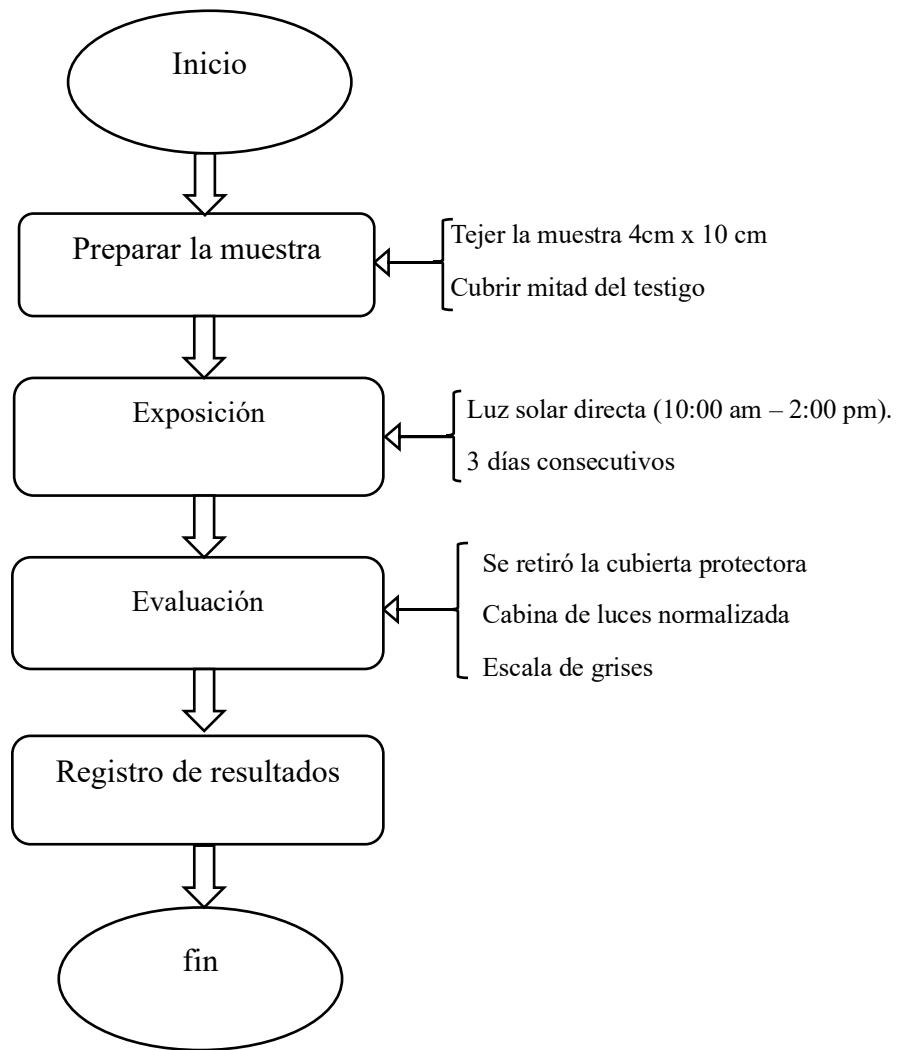 Inicio
Preparar la muestra
Tejer la muestra 4cm x 10 cm
Cubrir mitad del testigo
Exposición
Luz solar directa (10:00 am – 2:00 pm).
3 días consecutivos
Evaluación
Se retiró la cubierta protectora
Cabina de luces normalizada
Escala de grises
Registro de resultados
fin